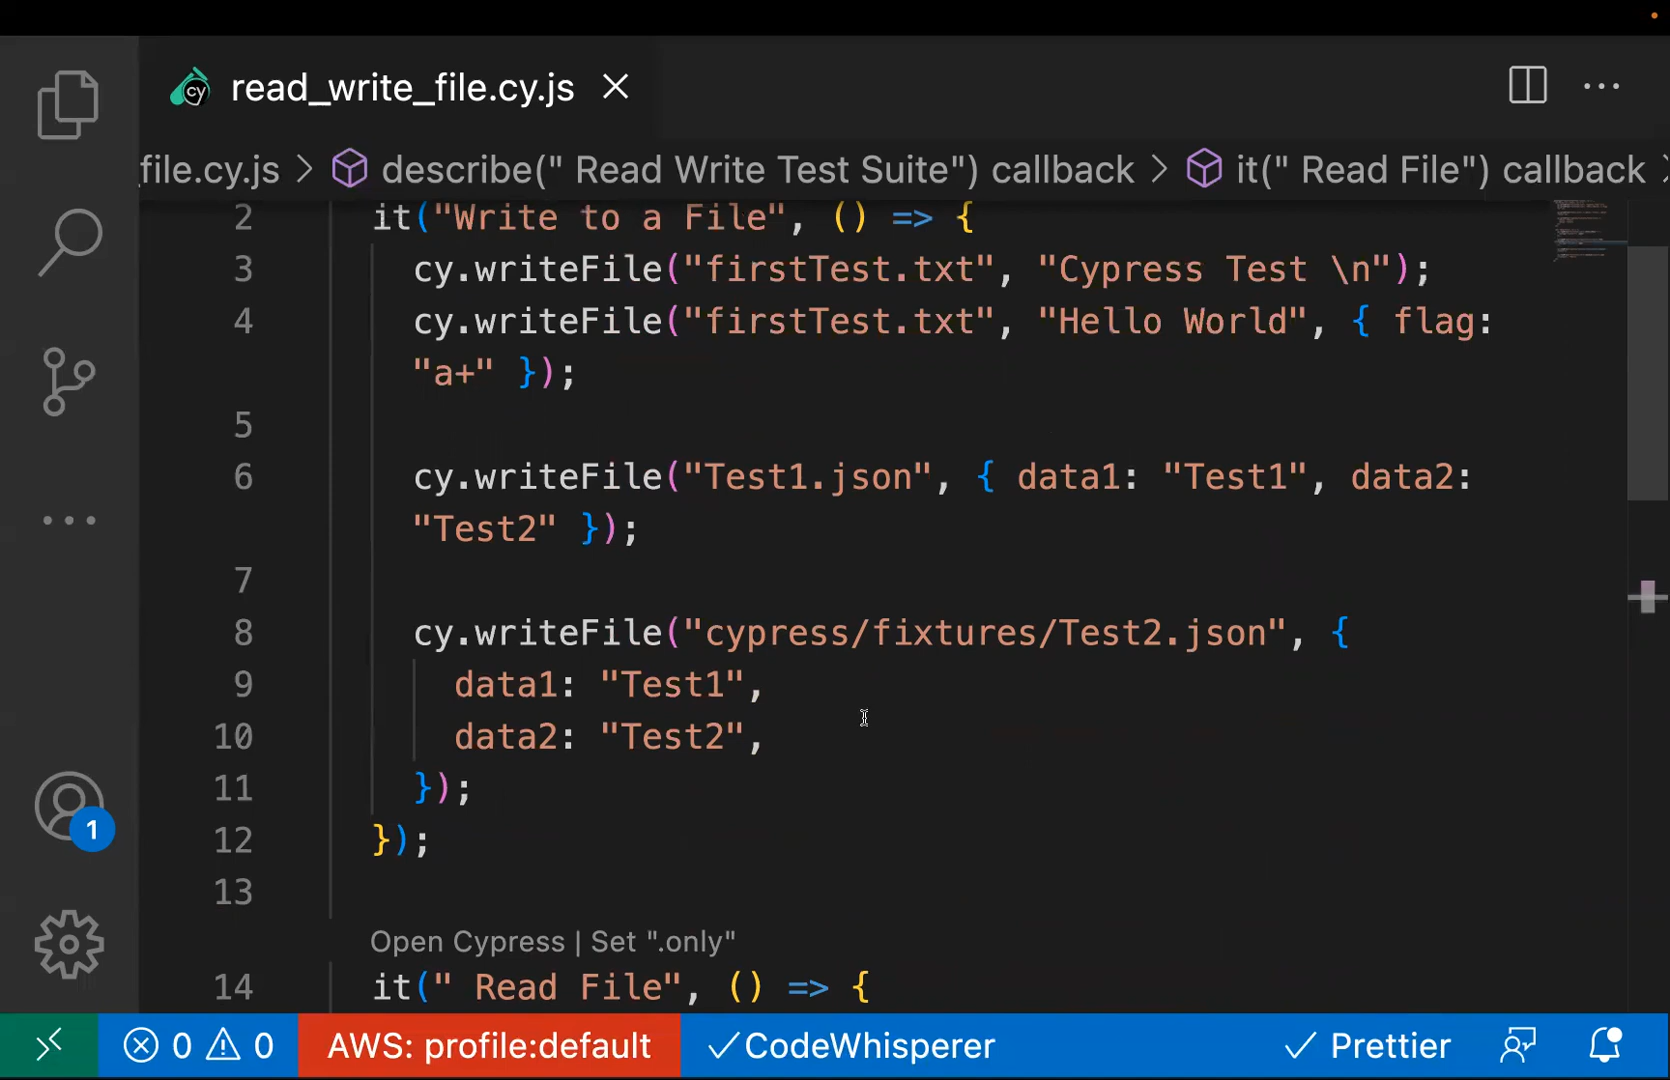 read_write_file.cy.js
file.cy.js > describe(" Read Write Test Suite") callback > it(" Read File") callback
2 it("Write to a File", () => {
3 cy.writeFile("firstTest.txt", "Cypress Test \n");
4 cy.writeFile("firstTest.txt", "Hello World", { flag:
"a+" });
5
6 cy.writeFile("Test1.json", { data1: "Test1", data2:
"Test2" });
7
8 cy.writeFile("cypress/fixtures/Test2.json", {
9 data1: "Test1",
10 data2: "Test2",
11 });
12 });
13
Open Cypress | Set ".only"
14 it(" Read File", () => {
1
0 0 AWS: profile:default CodeWhisperer Prettier